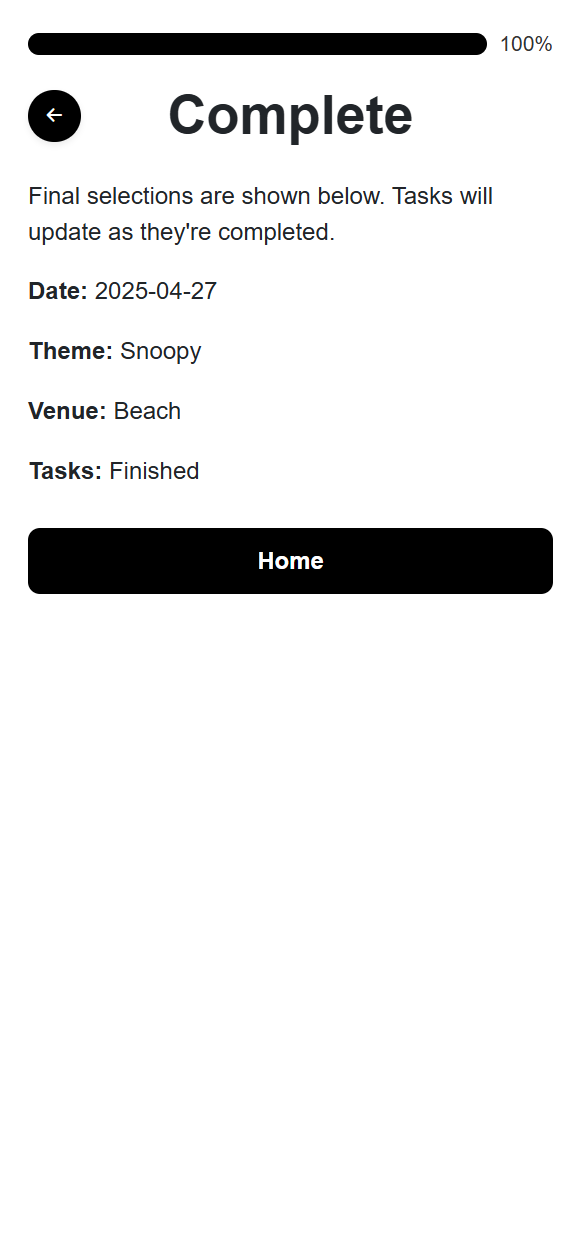 100%
Complete
Final selections are shown below. Tasks will
update as they're completed.
Date: 2025-04-27
Theme: Snoopy
Venue: Beach
Tasks: Finished
Home